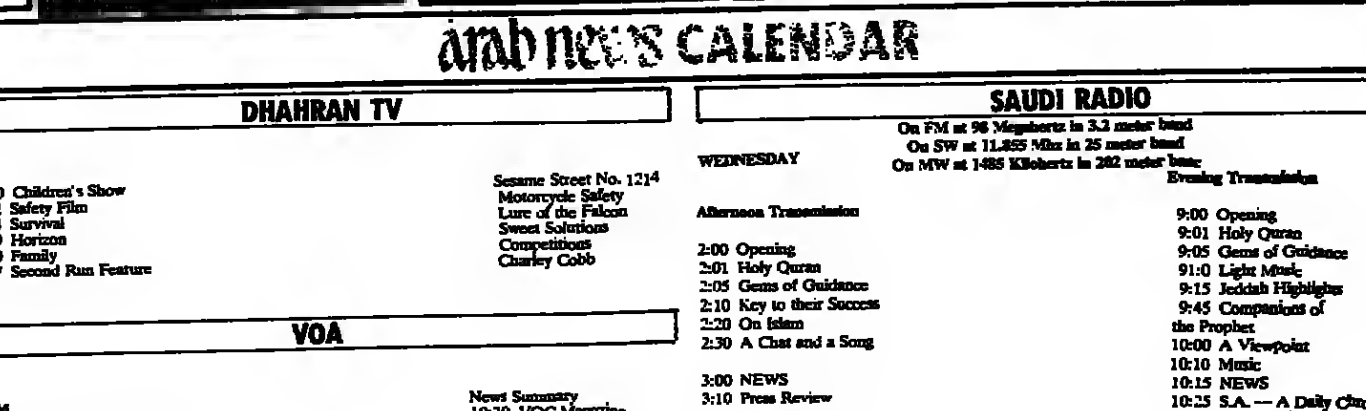 arab news CALENDAR
DHAHRAN TV
Children's Show
Safety Film
Survival
Horizon
Family
Second Run Feature
Sesame Street No. 1214
Motorcycle Safety
Lure of the Falcon
Sweet Solutions
Competitions
Charley Cobb
VOA
News Summary
SAUDI RADIO
On FM at 98 Megahertz in 3.2 meter band
On SW at 11.855 Mhz in 25 meter band
On MW at 1485 Kilohertz in 202 meter band
WEDNESDAY
Afternoon Transmission
2:00 Opening
2:01 Holy Quran
2:05 Gems of Guidance
2:10 Key to their Success
2:20 On Islam
2:30 A Chat and a Song
3:00 NEWS
3:10 Press Review
Evening Transmission
9:00 Opening
9:01 Holy Quran
9:05 Gems of Guidance
91:0 Light Music
9:15 Jeddah Highlights
9:45 Companions of
the Prophet
10:00 A Viewpoint
10:10 Music
10:15 NEWS
10:25 S.A. — A Daily